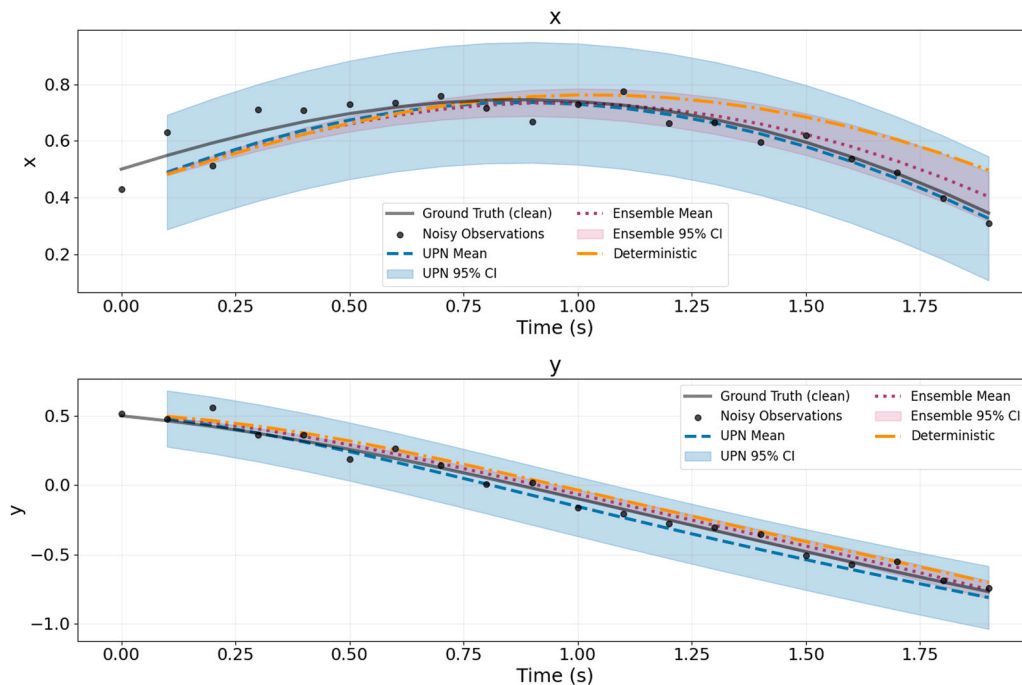 x
0.8
0.6
0.4
0.2
x
Ground Truth (clean)
Noisy Observations
UPN Mean
UPN 95% CI
Ensemble Mean
Ensemble 95% CI
Deterministic
0.00 0.25 0.50 0.75 1.00 1.25 1.50 1.75
Time (s)
y
0.5
0.0
−0.5
−1.0
y
Ground Truth (clean)
Noisy Observations
UPN Mean
UPN 95% CI
Ensemble Mean
Ensemble 95% CI
Deterministic
0.00 0.25 0.50 0.75 1.00 1.25 1.50 1.75
Time (s)